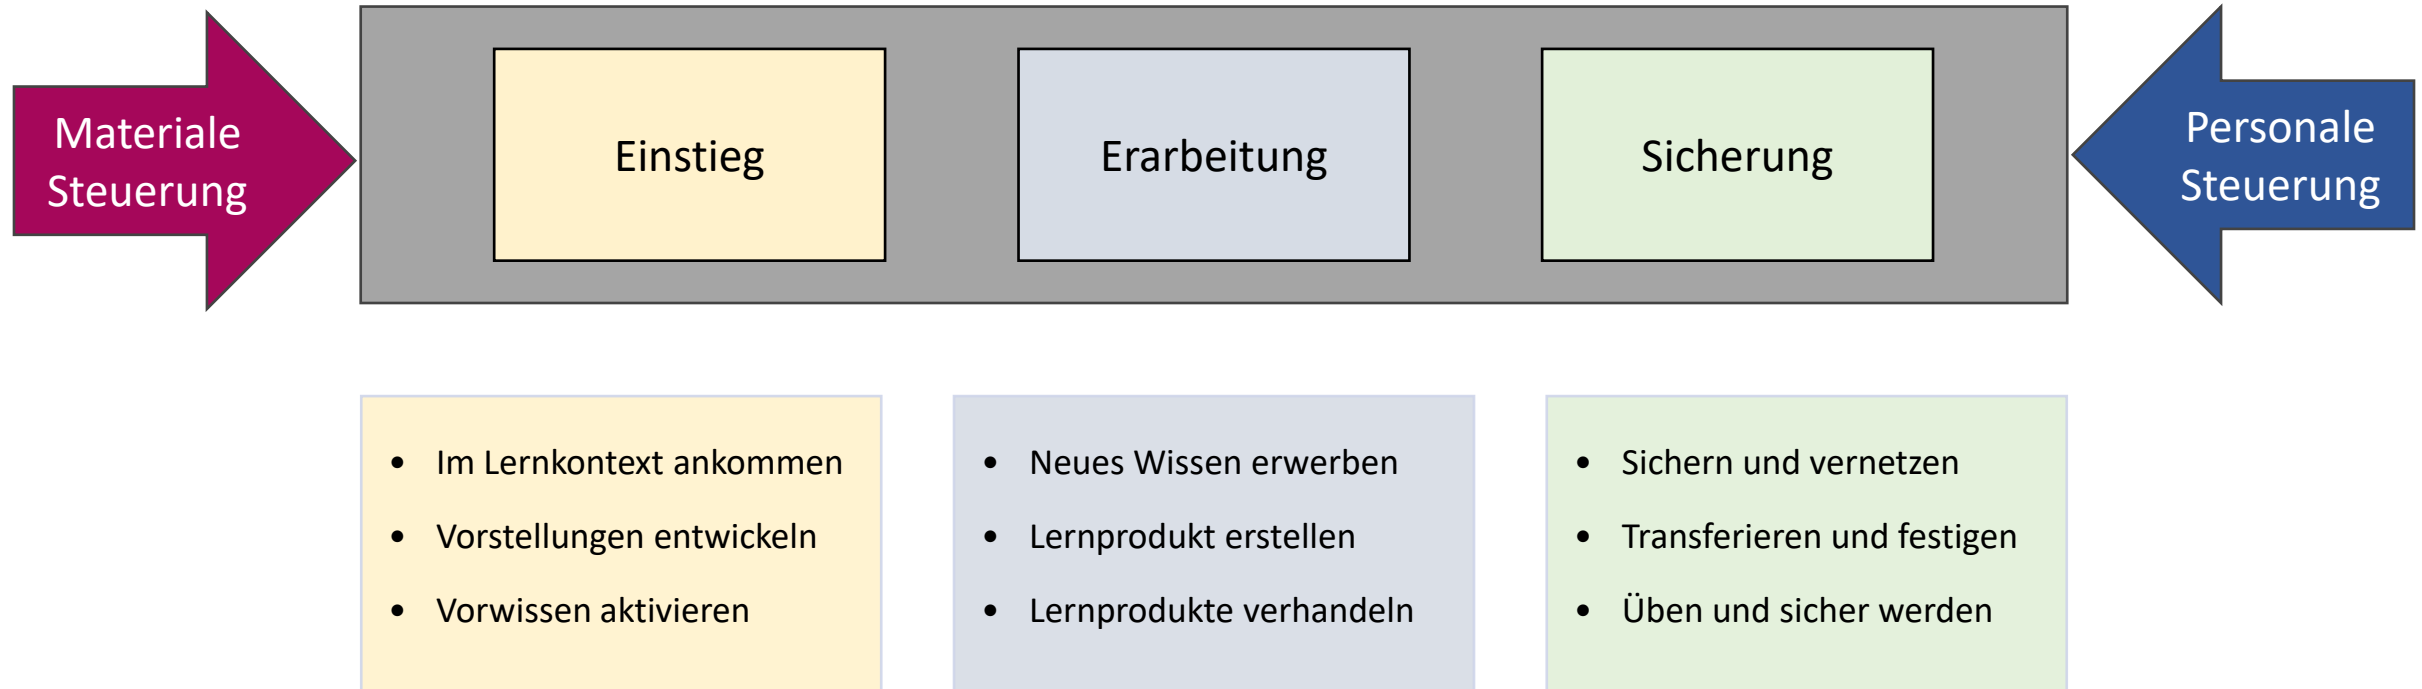 Materiale
Steuerung
Einstieg
Erarbeitung
Sicherung
Personale
Steuerung
• Im Lernkontext ankommen
• Vorstellungen entwickeln
• Vorwissen aktivieren
• Neues Wissen erwerben
• Lernprodukt erstellen
• Lernprodukte verhandeln
• Sichern und vernetzen
• Transferieren und festigen
• Üben und sicher werden